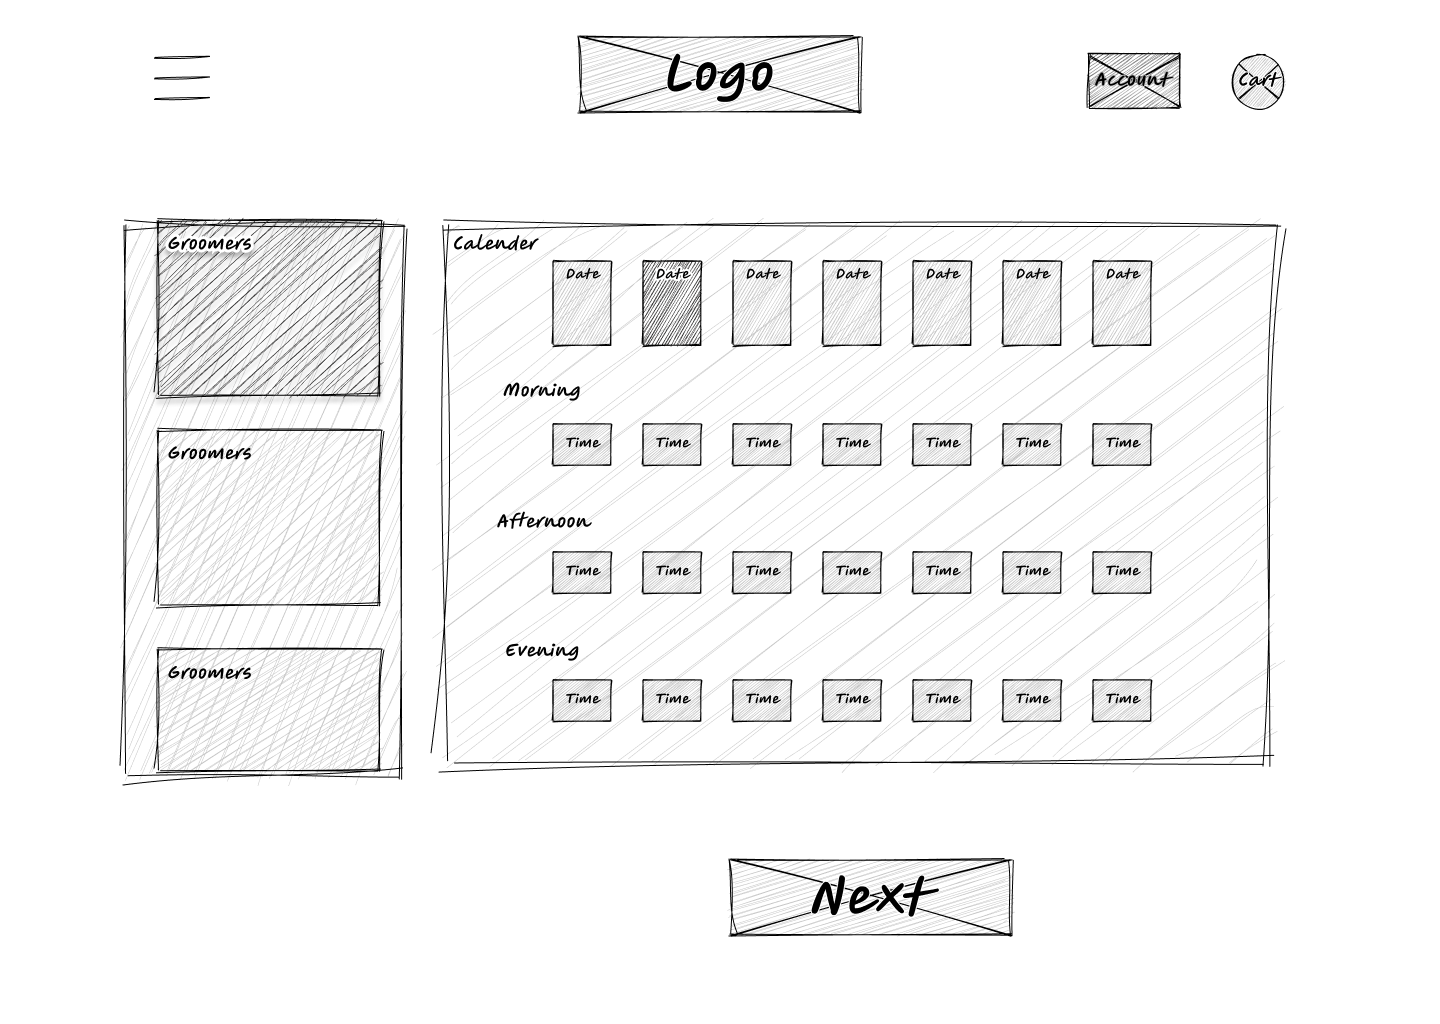 Logo
Account
Cart
Groomers
Groomers
Groomers
Calender
Date Date Date Date Date Date Date
Morning
Time Time Time Time Time Time Time
Afternoon
Time Time Time Time Time Time Time
Evening
Time Time Time Time Time Time Time
Next